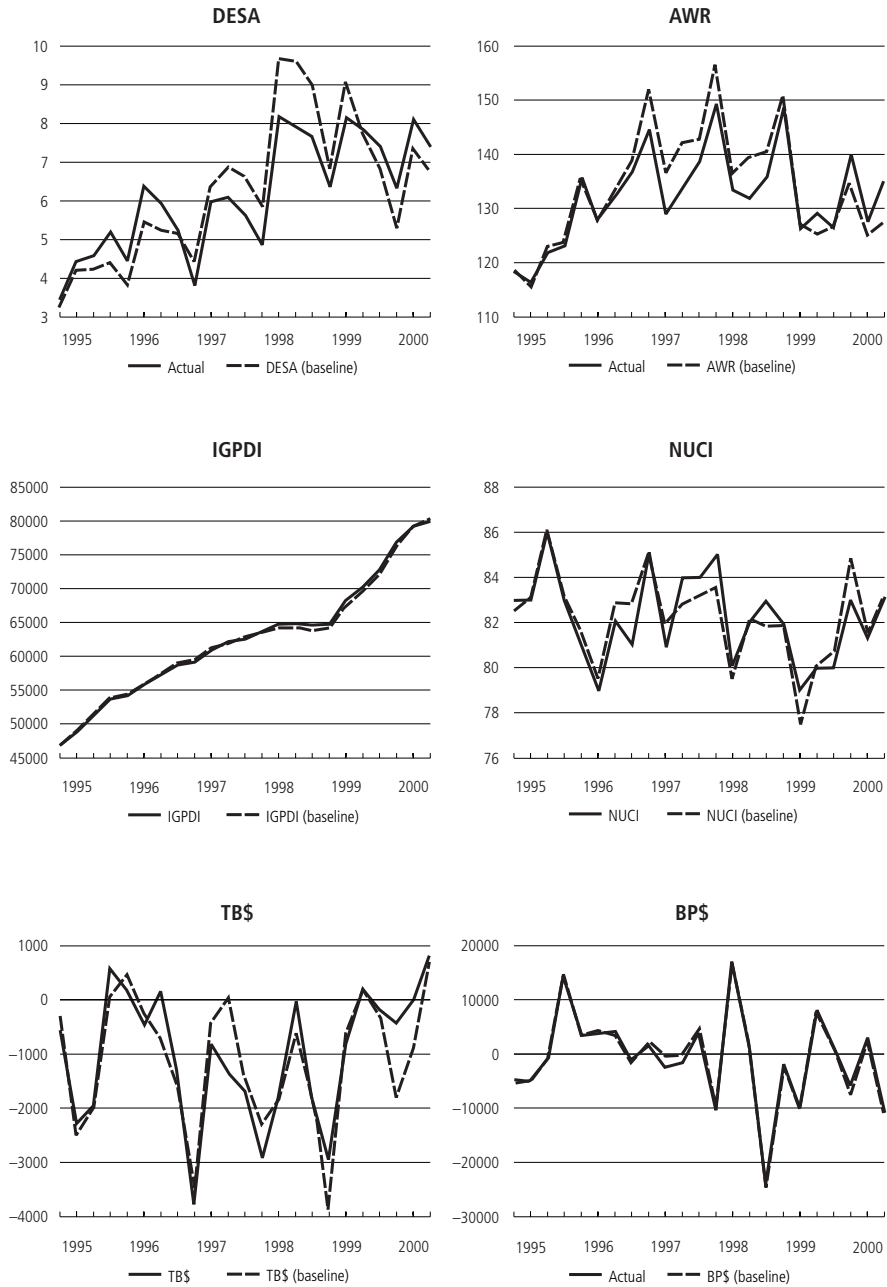 DESA
10
9
8
7
6
5
4
3
1995 1996 1997 1998 1999 2000
Actual DESA (baseline)
AWR
160
150
140
130
120
110
1995 1996 1997 1998 1999 2000
Actual AWR (baseline)
IGPDI
85000
80000
75000
70000
65000
60000
55000
50000
45000
1995 1996 1997 1998 1999 2000
IGPDI IGPDI (baseline)
NUCI
88
86
84
82
80
78
76
1995 1996 1997 1998 1999 2000
NUCI NUCI (baseline)
TB$
1000
0
–1000
–2000
–3000
–4000
1995 1996 1997 1998 1999 2000
TB$ TB$ (baseline)
BP$
20000
10000
0
–10000
–20000
–30000
1995 1996 1997 1998 1999 2000
Actual BP$ (baseline)